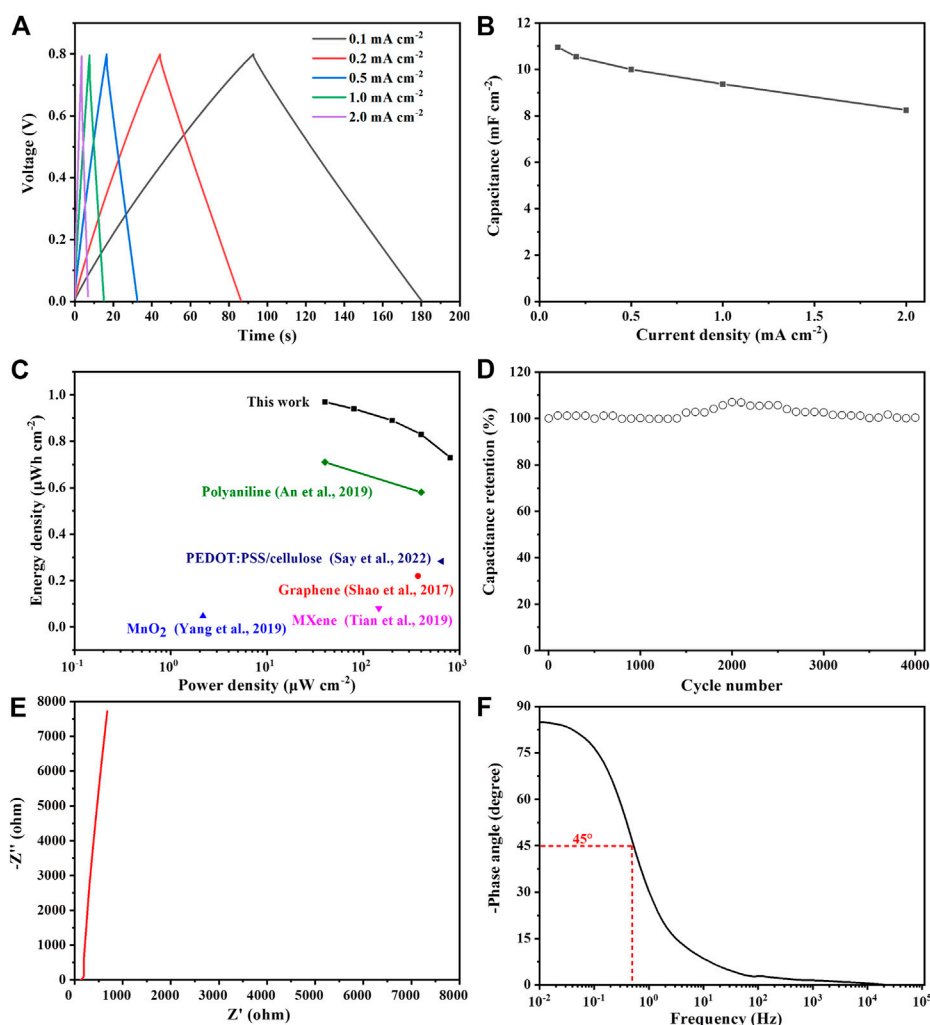 A
0.1 mA cm⁻²
0.2 mA cm⁻²
0.5 mA cm⁻²
1.0 mA cm⁻²
2.0 mA cm⁻²
0.8
0.6
0.4
0.2
0.0
Voltage (V)
0 20 40 60 80 100 120 140 160 180 200
Time (s)
B
12
10
8
6
4
2
0
Capacitance (mF cm⁻²)
0.0 0.5 1.0 1.5 2.0
Current density (mA cm⁻²)
C
1.0
0.8
0.6
0.4
0.2
0.0
Energy density (µWh cm⁻²)
This work
Polyaniline (An et al., 2019)
PEDOT:PSS/cellulose (Say et al., 2022)
Graphene (Shao et al., 2017)
MXene (Tian et al., 2019)
MnO₂ (Yang et al., 2019)
10⁻¹ 10⁰ 10¹ 10² 10³
Power density (µW cm⁻²)
D
120
100
80
60
40
20
0
Capacitance retention (%)
0 1000 2000 3000 4000
Cycle number
E
8000
7000
6000
5000
4000
3000
2000
1000
0
-Z'' (ohm)
0 1000 2000 3000 4000 5000 6000 7000 8000
Z' (ohm)
F
90
75
60
45
30
15
0
-Phase angle (degree)
45°
10⁻² 10⁻¹ 10⁰ 10¹ 10² 10³ 10⁴ 10⁵
Frequency (Hz)